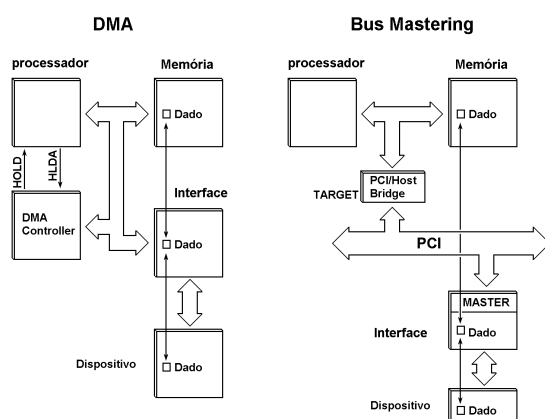 DMA
processador
Memória
Dado
HOLD
HLDA
DMA
Controller
Interface
Dado
Dispositivo
Dado
Bus Mastering
processador
Memória
Dado
TARGET
PCI/Host
Bridge
PCI
MASTER
Interface
Dado
Dispositivo
Dado